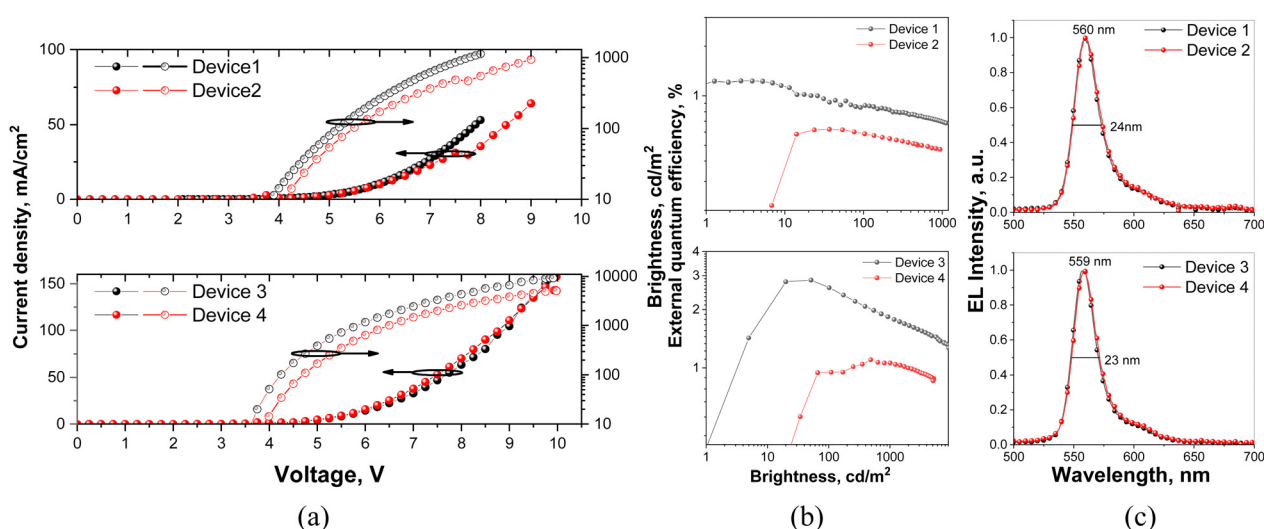 100
75
50
25
0
1000
100
10
Device1
Device2
0 1 2 3 4 5 6 7 8 9 10
150
125
100
75
50
25
0
10000
1000
100
10
Device 3
Device 4
0 1 2 3 4 5 6 7 8 9 10
Current density, mA/cm²
Voltage, V
Brightness, cd/m²
(a)
External quantum efficiency, %
1
Device 1
Device 2
1 10 100 1000
4
3
2
1
Device 3
Device 4
1 10 100 1000
Brightness, cd/m²
(b)
EL Intensity, a.u.
1.0
0.8
0.6
0.4
0.2
0.0
560 nm
Device 1
Device 2
24nm
500 550 600 650 700
1.0
0.8
0.6
0.4
0.2
0.0
559 nm
Device 3
Device 4
23 nm
500 550 600 650 700
Wavelength, nm
(c)